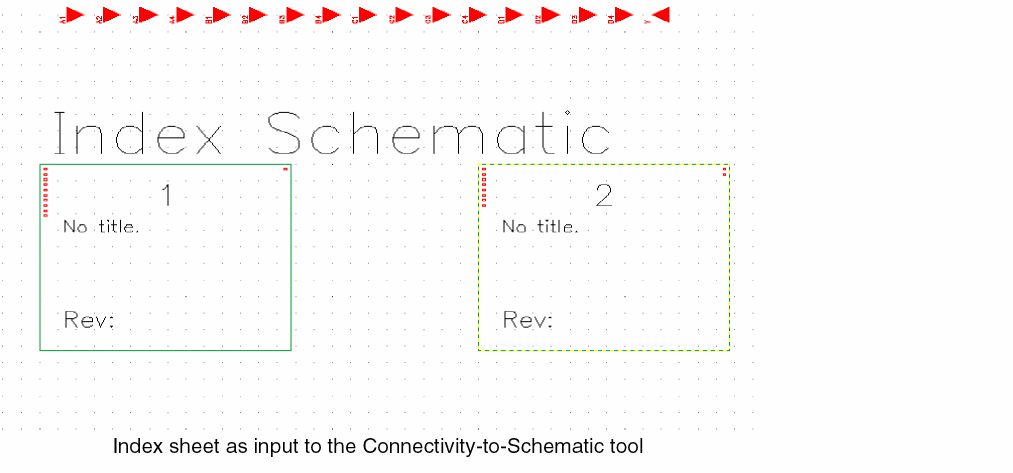 A1 A2 A3 A4 B1 B2 B3 B4 C1 C2 C3 C4 D1 D2 D3 D4 Y
Index Schematic
1
No title.
Rev:
2
No title.
Rev:
Index sheet as input to the Connectivity-to-Schematic tool